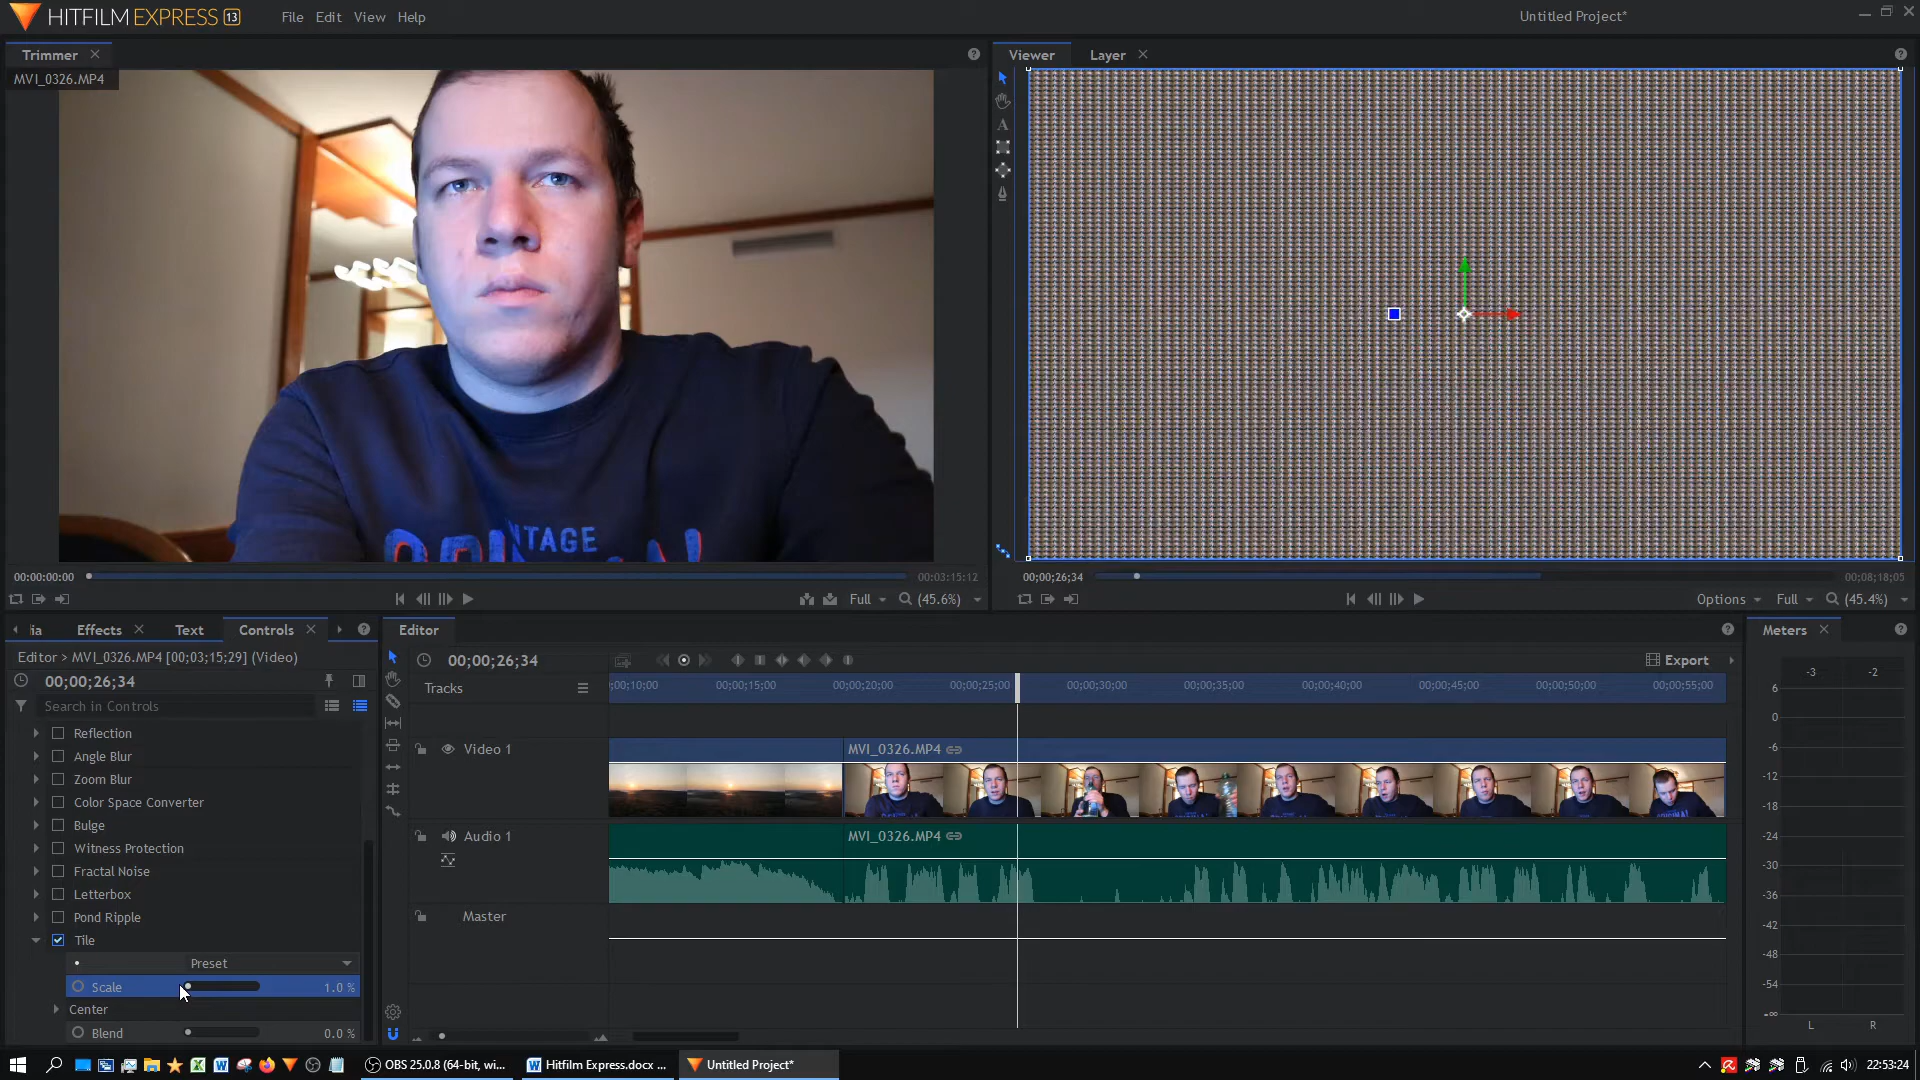 HITFILM EXPRESS 13
File Edit View Help
Untitled Project*
Trimmer
MVI_0326.MP4
Viewer
Layer
NTAGE
00:00:00:00
00:03:15:12
Full
(45.6%)
00;00;26;34
00;08;18;05
Options
Full
(45.4%)
ia
Effects
Text
Controls
Editor > MVI_0326.MP4 [00;03;15;29] (Video)
00;00;26;34
Search in Controls
Reflection
Angle Blur
Zoom Blur
Color Space Converter
Bulge
Witness Protection
Fractal Noise
Letterbox
Pond Ripple
Tile
Preset
Scale 1.0 %
Center
Blend 0.0 %
Editor
00;00;26;34
Export
Tracks
;00;10;00 00;00;15;00 00;00;20;00 00;00;25;00 00;00;30;00 00;00;35;00 00;00;40;00 00;00;45;00 00;00;50;00 00;00;55;00
Video 1
MVI_0326.MP4
Audio 1
MVI_0326.MP4
Master
Meters
-3 -2
6
0
-6
-12
-18
-24
-30
-36
-42
-48
-54
-∞
L R
OBS 25.0.8 (64-bit, wi...
Hitfilm Express.docx ...
Untitled Project*
22:53:24